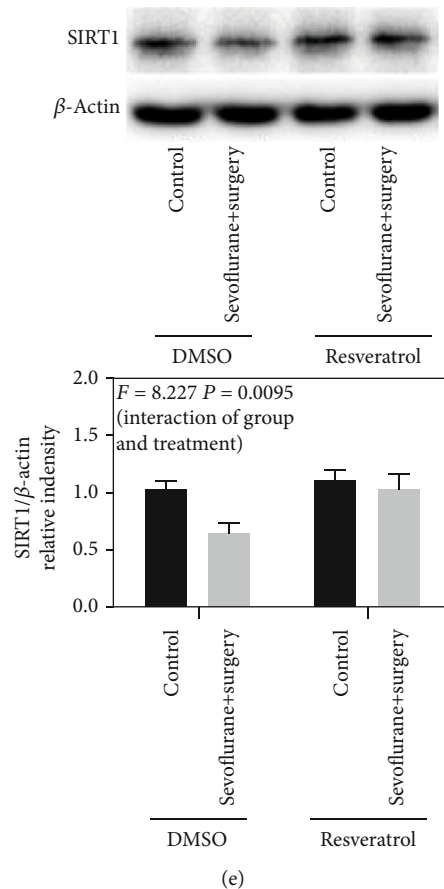 SIRT1
β-Actin
Control
Sevoflurane+surgery
Control
Sevoflurane+surgery
DMSO
Resveratrol
F = 8.227 P = 0.0095
(interaction of group
and treatment)
SIRT1/β-actin
relative indensity
2.0
1.5
1.0
0.5
0.0
Control
Sevoflurane+surgery
Control
Sevoflurane+surgery
DMSO
Resveratrol
(e)